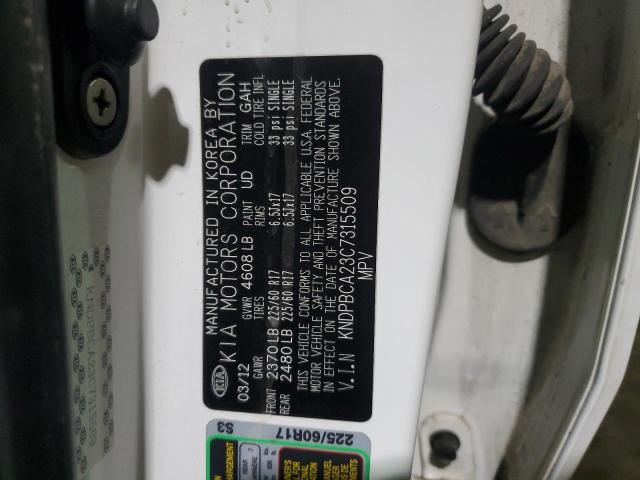 MANUFACTURED IN KOREA BY
KIA KIA MOTORS CORPORATION
03/12 GVWR 4608 LB PAINT UD TRIM GAH
GAWR TIRES RIMS COLD TIRE INFL
FRONT 2370 LB 225/60 R17 6.5Jx17 33 psi SINGLE
REAR 2480 LB 225/60 R17 6.5Jx17 33 psi SINGLE
THIS VEHICLE CONFORMS TO ALL APPLICABLE U.S.A. FEDERAL
MOTOR VEHICLE SAFETY AND THEFT PREVENTION STANDARDS
IN EFFECT ON THE DATE OF MANUFACTURE SHOWN ABOVE.
V.I.N KNDPBCA23C7315509
MPV
225/60R17
S3